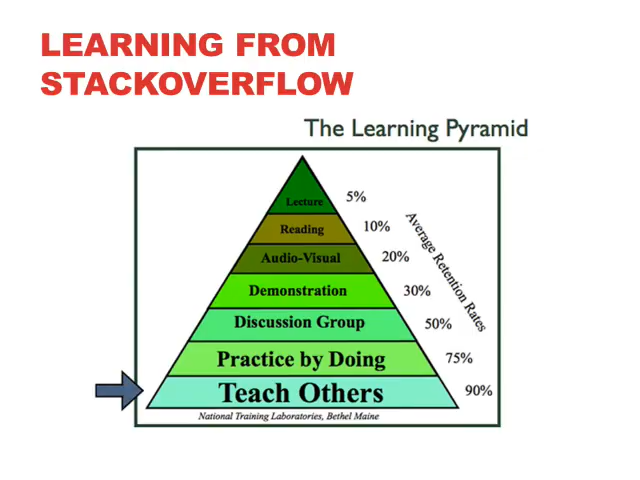 LEARNING FROM
STACKOVERFLOW
The Learning Pyramid
Lecture 5%
Reading 10%
Audio-Visual 20%
Demonstration 30%
Discussion Group 50%
Practice by Doing 75%
Teach Others 90%
Average Retention Rates
National Training Laboratories, Bethel Maine